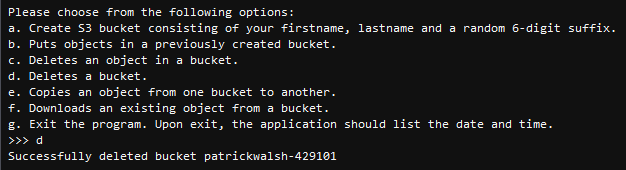 Please choose from the following options:
a. Create S3 bucket consisting of your firstname, lastname and a random 6-digit suffix.
b. Puts objects in a previously created bucket.
c. Deletes an object in a bucket.
d. Deletes a bucket.
e. Copies an object from one bucket to another.
f. Downloads an existing object from a bucket.
g. Exit the program. Upon exit, the application should list the date and time.
>>> d
Successfully deleted bucket patrickwalsh-429101